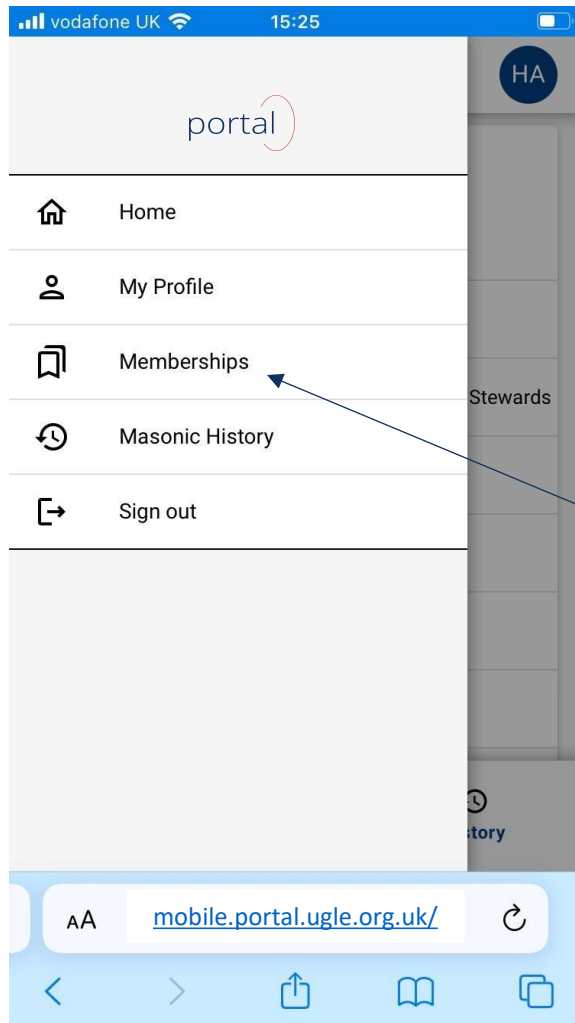 vodafone UK 15:25
HA
portal
Home
My Profile
Memberships
Stewards
Masonic History
Sign out
story
AA mobile.portal.ugle.org.uk/